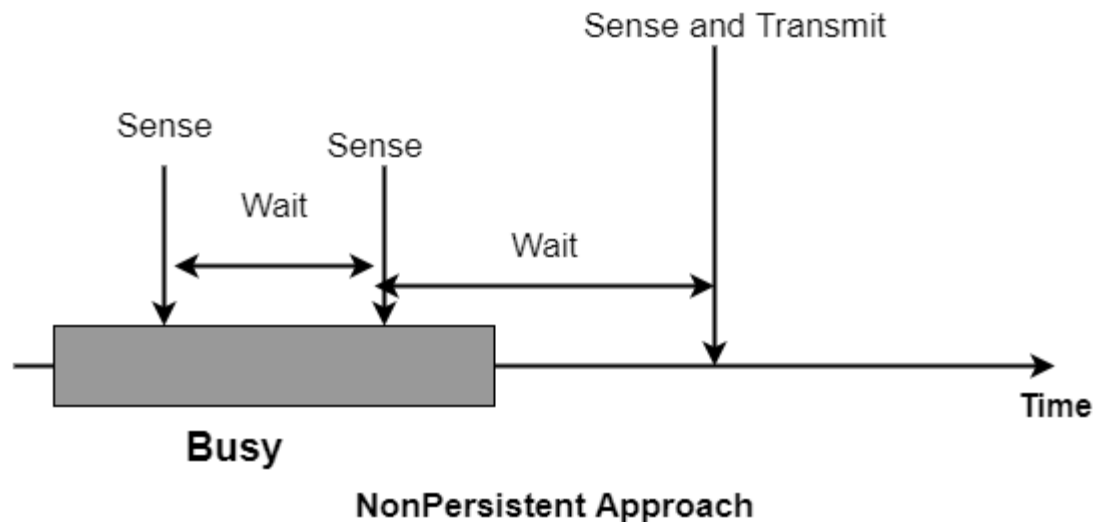 Sense and Transmit
Sense
Sense
Wait
Wait
Time
Busy
NonPersistent Approach